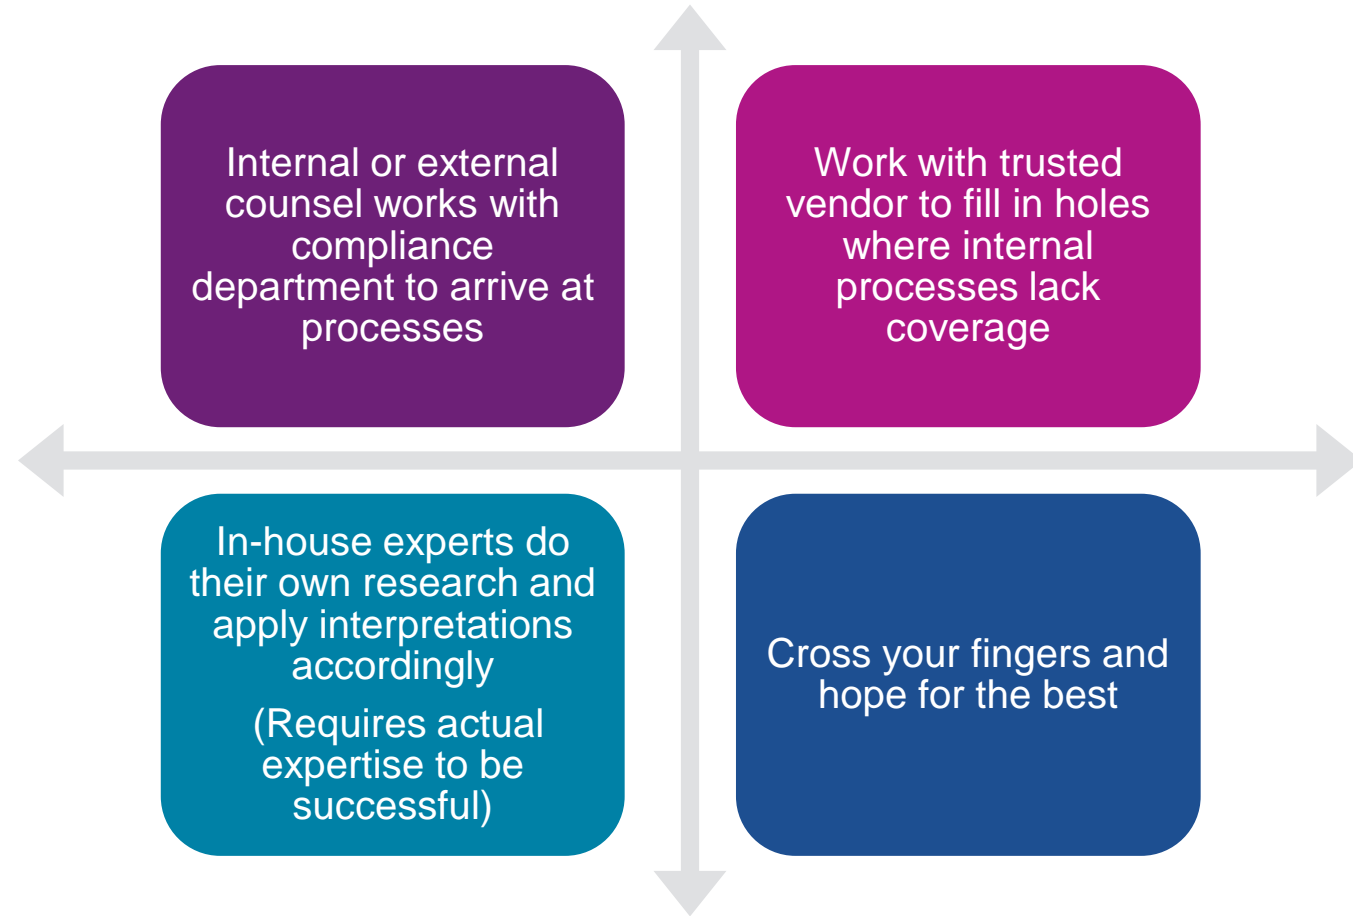 Internal or external
counsel works with
compliance
department to arrive at
processes
Work with trusted
vendor to fill in holes
where internal
processes lack
coverage
In-house experts do
their own research and
apply interpretations
accordingly
(Requires actual
expertise to be
successful)
Cross your fingers and
hope for the best